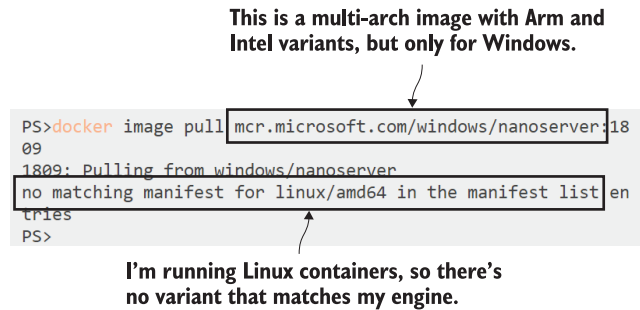 This is a multi-arch image with Arm and
Intel variants, but only for Windows.
PS>docker image pull mcr.microsoft.com/windows/nanoserver:18
09
1809: Pulling from windows/nanoserver
no matching manifest for linux/amd64 in the manifest list en
tries
PS>
I'm running Linux containers, so there's
no variant that matches my engine.